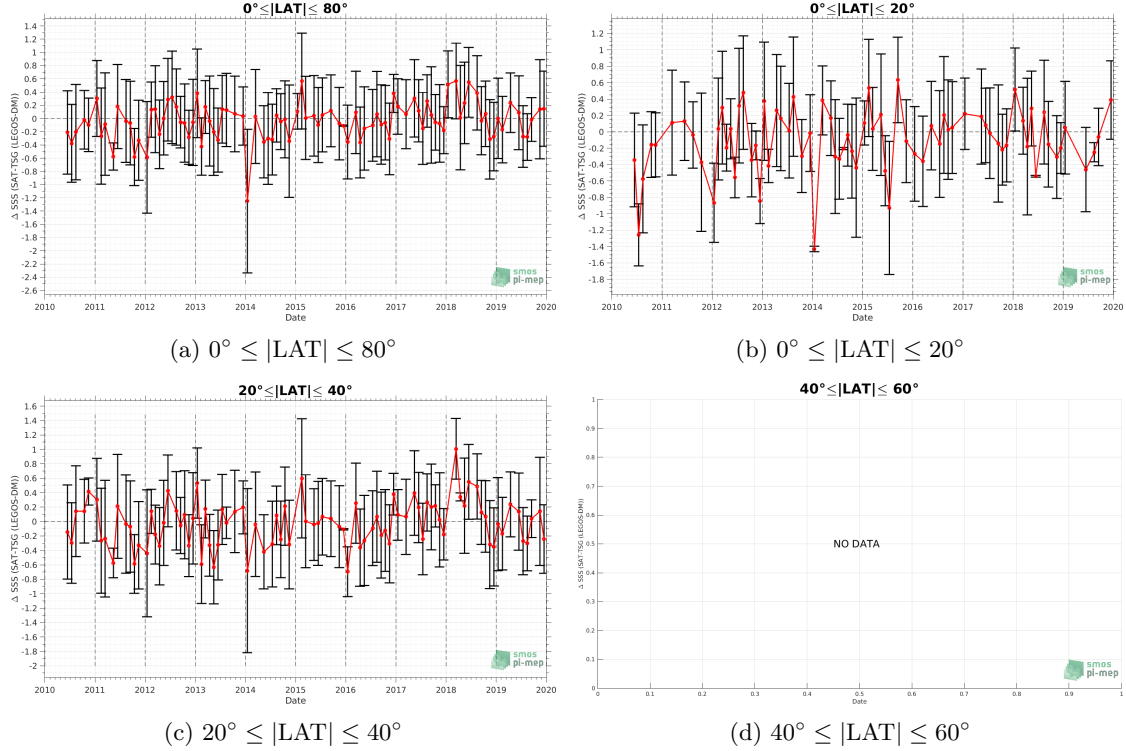 0°≤|LAT|≤ 80°
Δ SSS (SAT-TSG (LEGOS-DM))
1.4
1.2
1
0.8
0.6
0.4
0.2
0
-0.2
-0.4
-0.6
-0.8
-1
-1.2
-1.4
-1.6
-1.8
-2
-2.2
-2.4
-2.6
2010 2011 2012 2013 2014 2015 2016 2017 2018 2019 2020
Date
smos
pi-mep
(a) 0° ≤ |LAT| ≤ 80°
0°≤|LAT|≤ 20°
Δ SSS (SAT-TSG (LEGOS-DM))
1.2
1
0.8
0.6
0.4
0.2
0
-0.2
-0.4
-0.6
-0.8
-1
-1.2
-1.4
-1.6
-1.8
2010 2011 2012 2013 2014 2015 2016 2017 2018 2019 2020
Date
smos
pi-mep
(b) 0° ≤ |LAT| ≤ 20°
20°≤|LAT|≤ 40°
Δ SSS (SAT-TSG (LEGOS-DM))
1.6
1.4
1.2
1
0.8
0.6
0.4
0.2
0
-0.2
-0.4
-0.6
-0.8
-1
-1.2
-1.4
-1.6
-1.8
-2
2010 2011 2012 2013 2014 2015 2016 2017 2018 2019 2020
Date
smos
pi-mep
(c) 20° ≤ |LAT| ≤ 40°
40°≤|LAT|≤ 60°
Δ SSS (SAT-TSG (LEGOS-DM))
1
0.9
0.8
0.7
0.6
0.5
0.4
0.3
0.2
0.1
0
NO DATA
0 0.1 0.2 0.3 0.4 0.5 0.6 0.7 0.8 0.9 1
Date
smos
pi-mep
(d) 40° ≤ |LAT| ≤ 60°